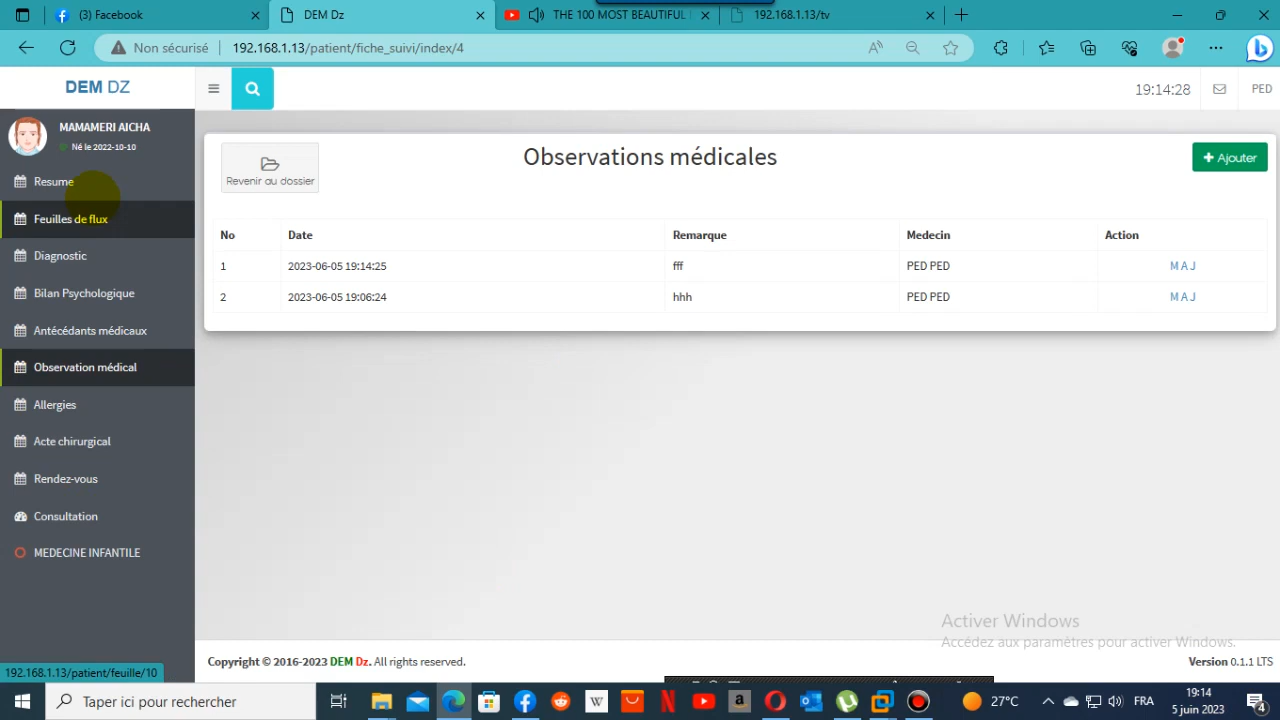 (3) Facebook
DEM Dz
THE 100 MOST BEAUTIFUL
192.168.1.13/tv
Non sécurisé
192.168.1.13/patient/fiche_suivi/index/4
DEM DZ
19:14:28
PED
MAMAMERI AICHA
Né le 2022-10-10
Resume
Feuilles de flux
Diagnostic
Bilan Psychologique
Antécédants médicaux
Observation médical
Allergies
Acte chirurgical
Rendez-vous
Consultation
MEDECINE INFANTILE
Revenir au dossier
Observations médicales
Ajouter
No Date Remarque Medecin Action
1 2023-06-05 19:14:25 fff PED PED M A J
2 2023-06-05 19:06:24 hhh PED PED M A J
Activer Windows
Accédez aux paramètres pour activer Windows.
Copyright © 2016-2023 DEM Dz. All rights reserved.
Version 0.1.1 LTS
192.168.1.13/patient/feuille/10
Taper ici pour rechercher
27°C
FRA
19:14
5 juin 2023
4